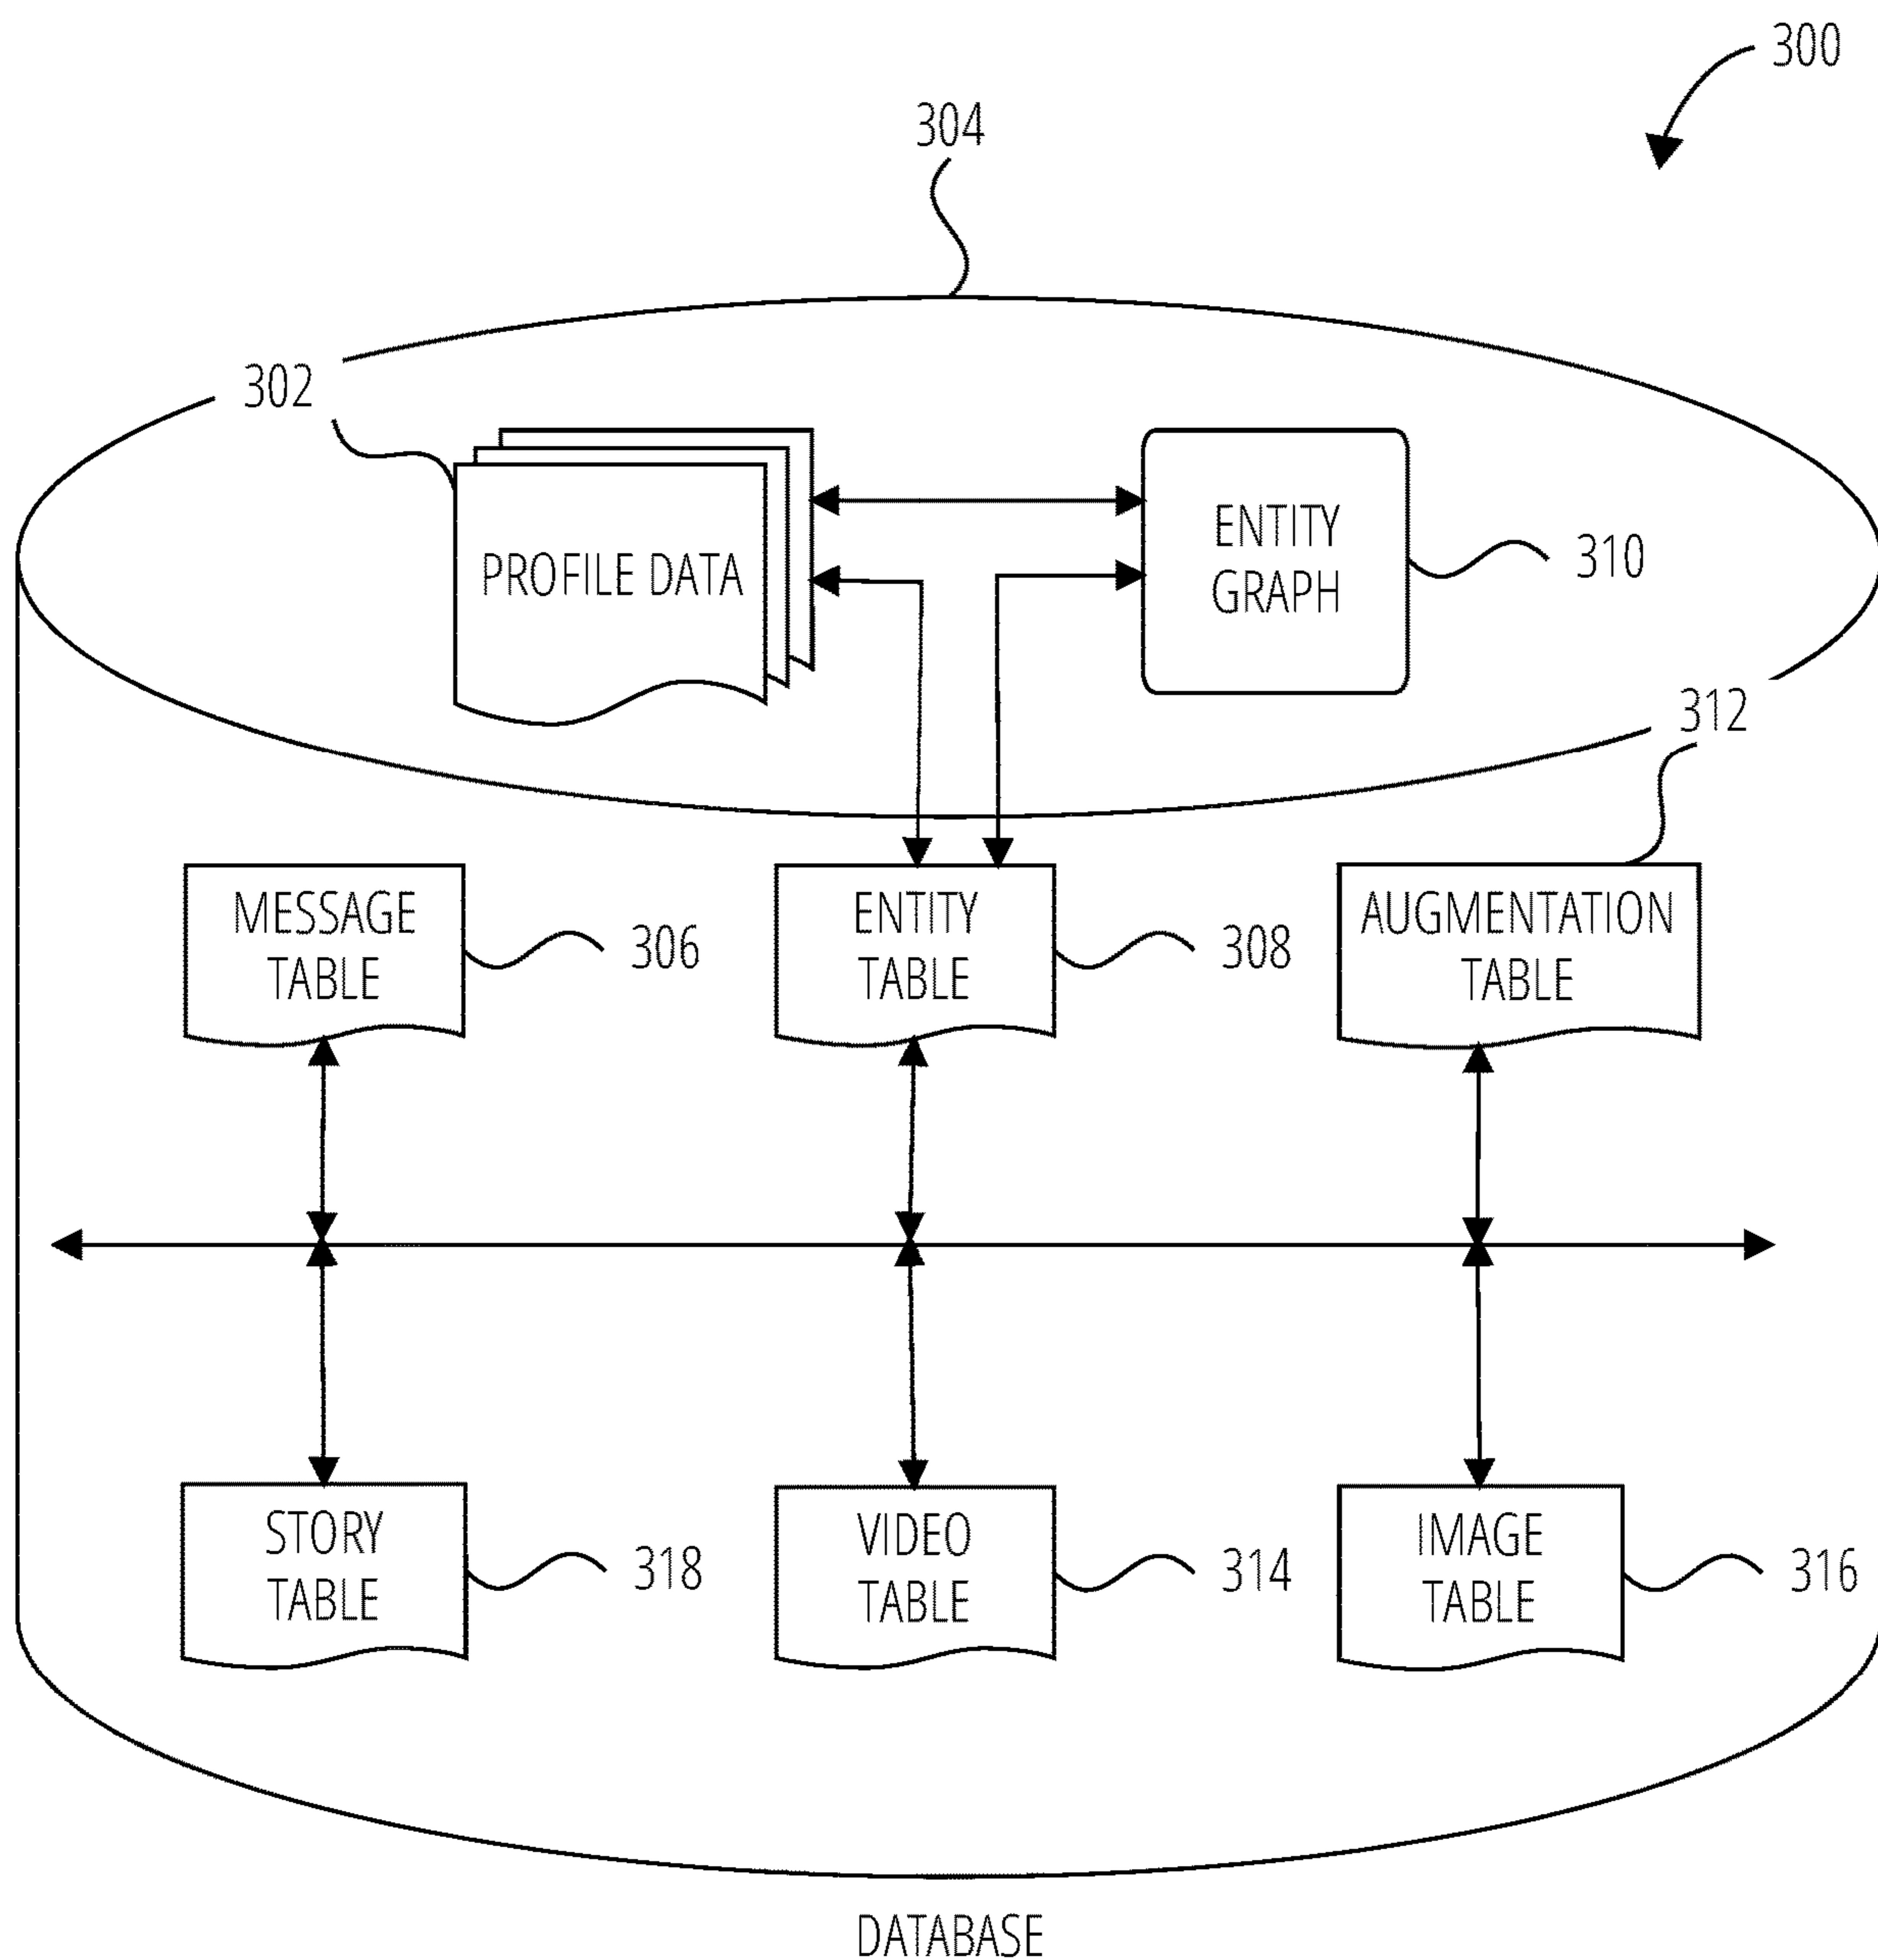 300
304
302
PROFILE DATA
ENTITY
GRAPH
310
312
MESSAGE
TABLE
306
ENTITY
TABLE
308
AUGMENTATION
TABLE
STORY
TABLE
318
VIDEO
TABLE
314
IMAGE
TABLE
316
DATABASE